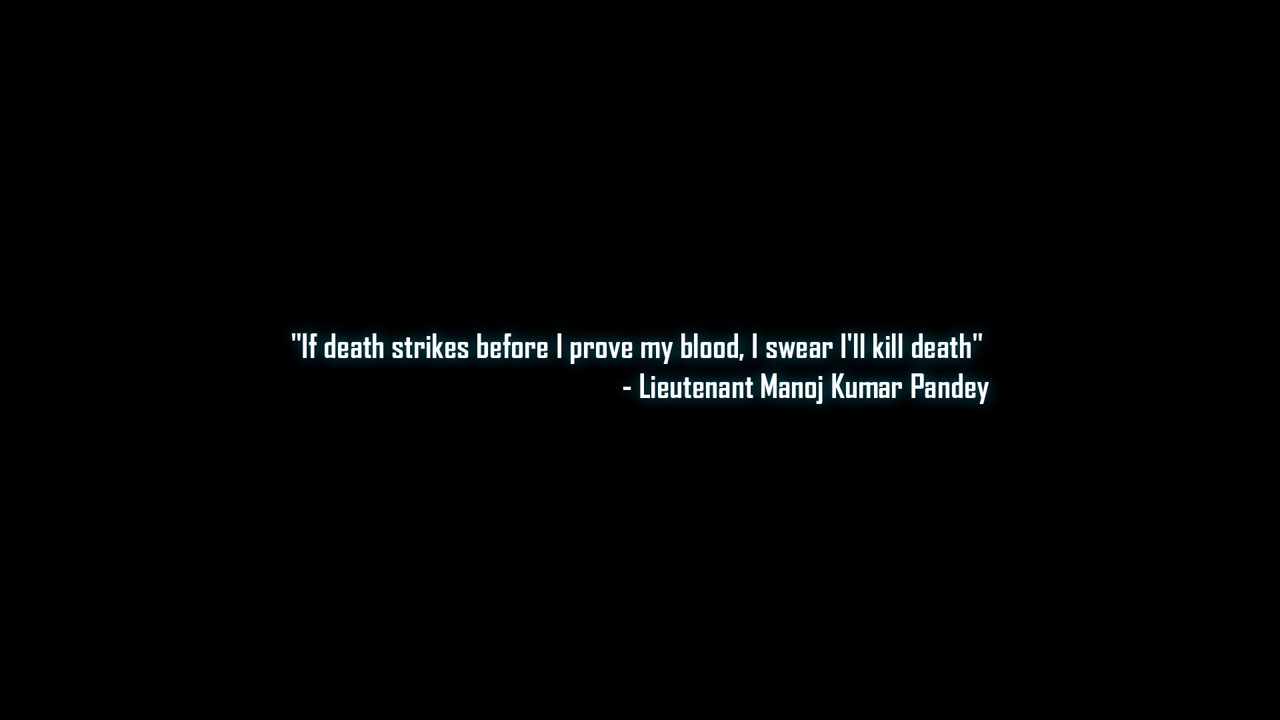 "If death strikes before I prove my blood, I swear I'll kill death"
- Lieutenant Manoj Kumar Pandey